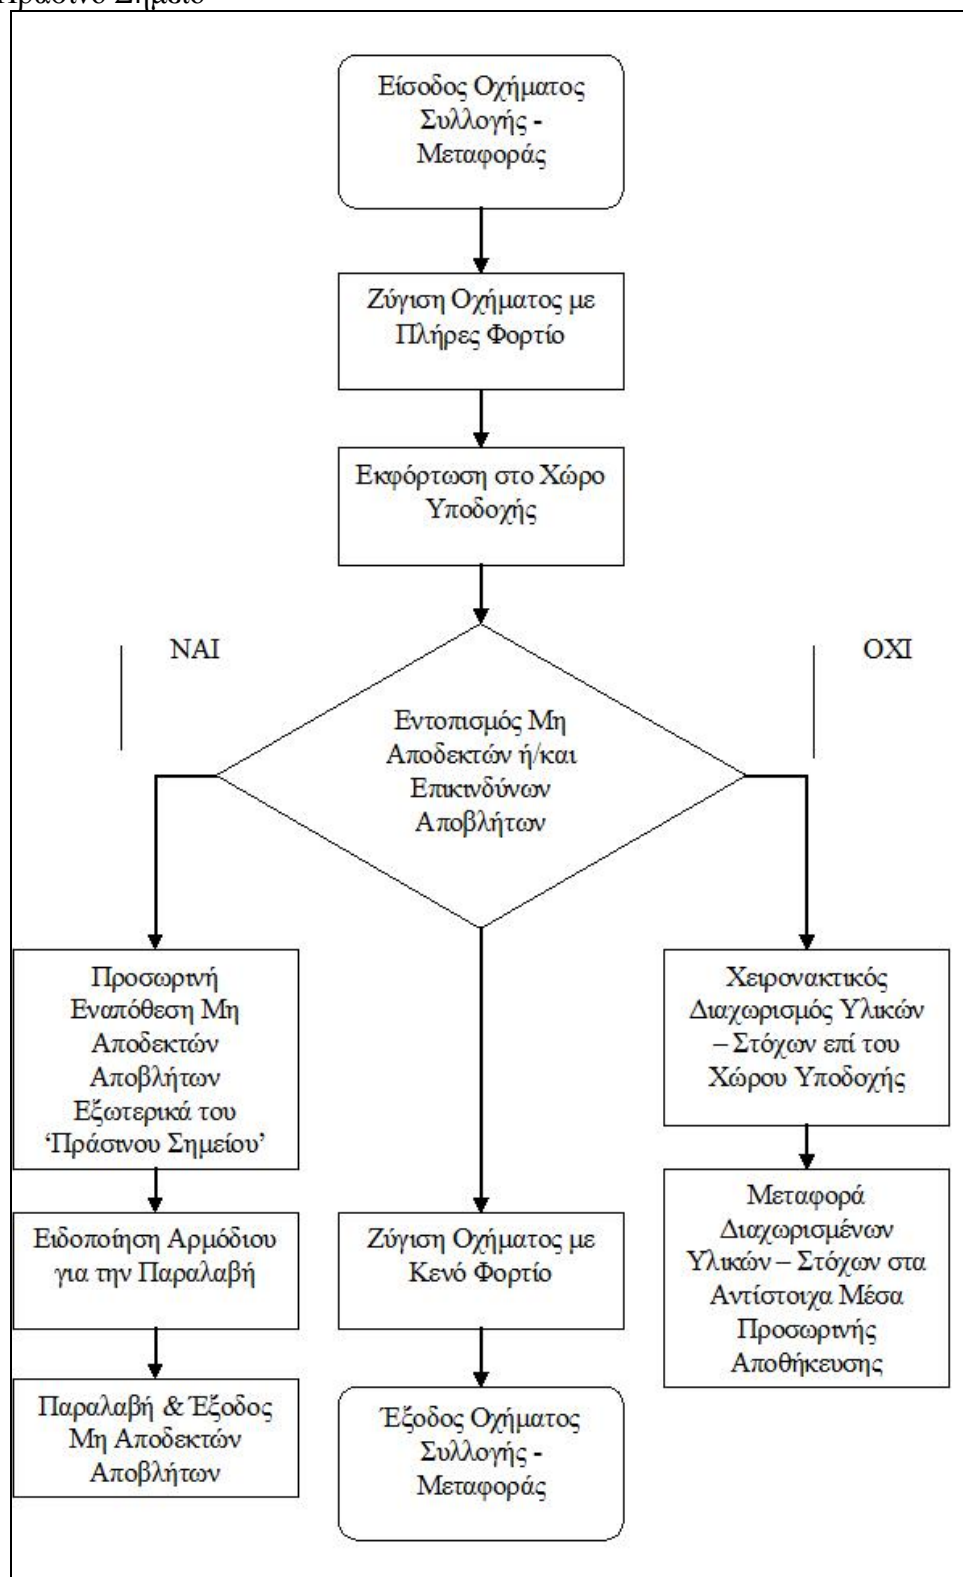 Πράσινο Σημείο
Είσοδος Οχήματος
Συλλογής -
Μεταφοράς
Ζύγιση Οχήματος με
Πλήρες Φορτίο
Εκφόρτωση στο Χώρο
Υποδοχής
ΝΑΙ
ΟΧΙ
Εντοπισμός Μη
Αποδεκτών ή/και
Επικινδύνων
Αποβλήτων
Προσωρινή
Εναπόθεση Μη
Αποδεκτών
Αποβλήτων
Εξωτερικά του
‘Πράσινου Σημείου’
Ειδοποίηση Αρμόδιου
για την Παραλαβή
Παραλαβή & Έξοδος
Μη Αποδεκτών
Αποβλήτων
Ζύγιση Οχήματος με
Κενό Φορτίο
Έξοδος Οχήματος
Συλλογής -
Μεταφοράς
Χειρονακτικός
Διαχωρισμός Υλικών
– Στόχων επί του
Χώρου Υποδοχής
Μεταφορά
Διαχωρισμένων
Υλικών – Στόχων στα
Αντίστοιχα Μέσα
Προσωρινής
Αποθήκευσης